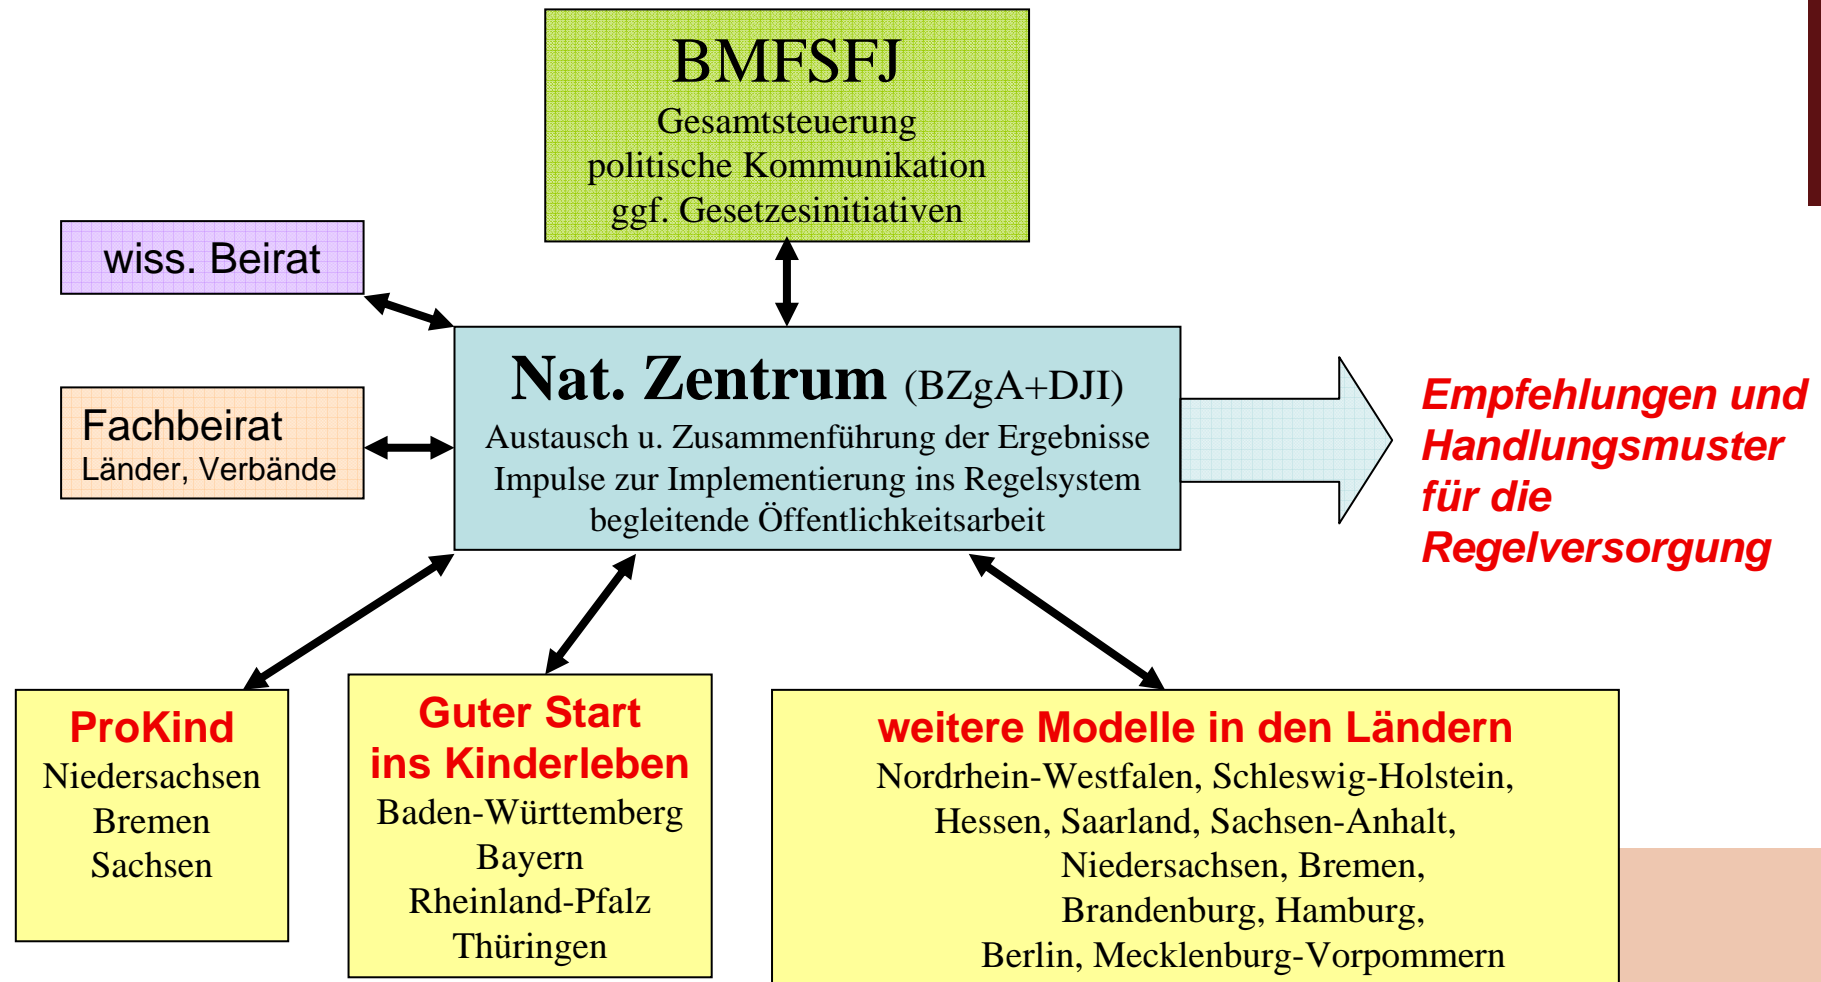 BMFSFJ
Gesamtsteuerung
politische Kommunikation
ggf. Gesetzesinitiativen
wiss. Beirat
Fachbeirat
Länder, Verbände
Nat. Zentrum (BZgA+DJI)
Austausch u. Zusammenführung der Ergebnisse
Impulse zur Implementierung ins Regelsystem
begleitende Öffentlichkeitsarbeit
Empfehlungen und
Handlungsmuster
für die
Regelversorgung
ProKind
Niedersachsen
Bremen
Sachsen
Guter Start
ins Kinderleben
Baden-Württemberg
Bayern
Rheinland-Pfalz
Thüringen
weitere Modelle in den Ländern
Nordrhein-Westfalen, Schleswig-Holstein,
Hessen, Saarland, Sachsen-Anhalt,
Niedersachsen, Bremen,
Brandenburg, Hamburg,
Berlin, Mecklenburg-Vorpommern